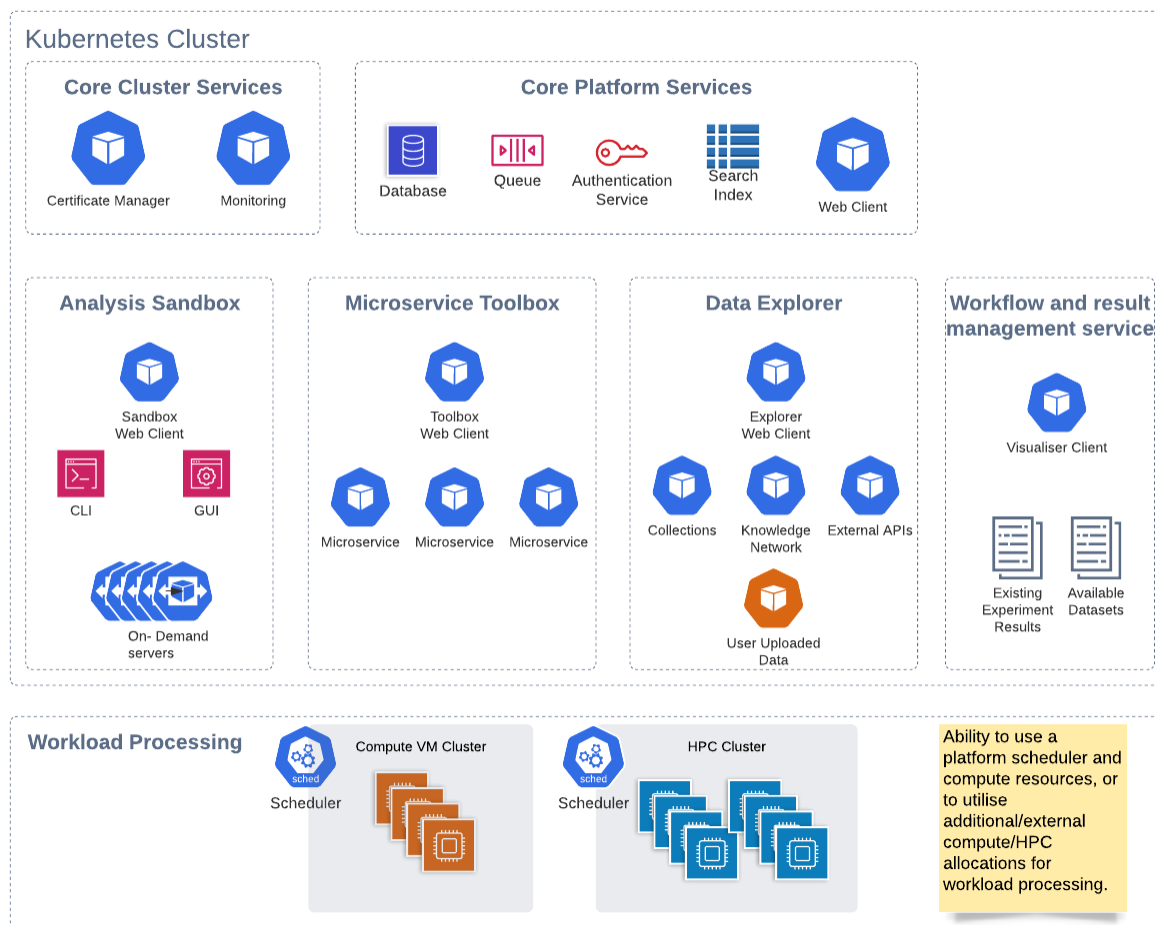 Kubernetes Cluster
Core Cluster Services
Certificate Manager
Monitoring
Core Platform Services
Database
Queue
Authentication
Service
Search
Index
Web Client
Analysis Sandbox
Sandbox
Web Client
CLI
GUI
On- Demand
servers
Microservice Toolbox
Toolbox
Web Client
Microservice
Microservice
Microservice
Data Explorer
Explorer
Web Client
Collections
Knowledge
Network
External APIs
User Uploaded
Data
Workflow and result
management service
Visualiser Client
Existing
Experiment
Results
Available
Datasets
Workload Processing
sched
Scheduler
Compute VM Cluster
sched
Scheduler
HPC Cluster
Ability to use a
platform scheduler and
compute resources, or
to utilise
additional/external
compute/HPC
allocations for
workload processing.